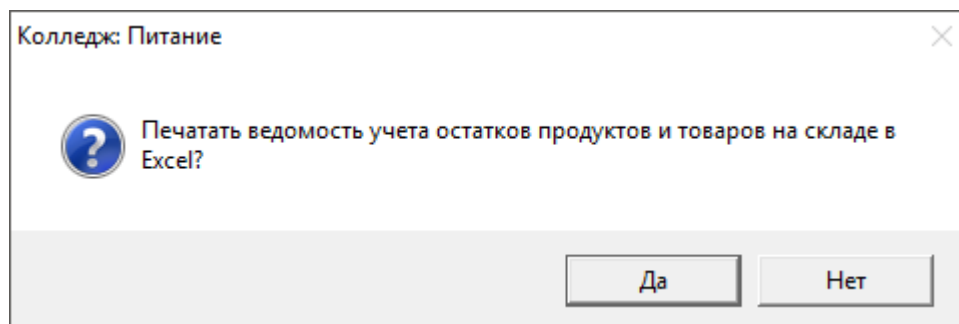 Колледж: Питание
Печатать ведомость учета остатков продуктов и товаров на складе в
Excel?
Да
Нет